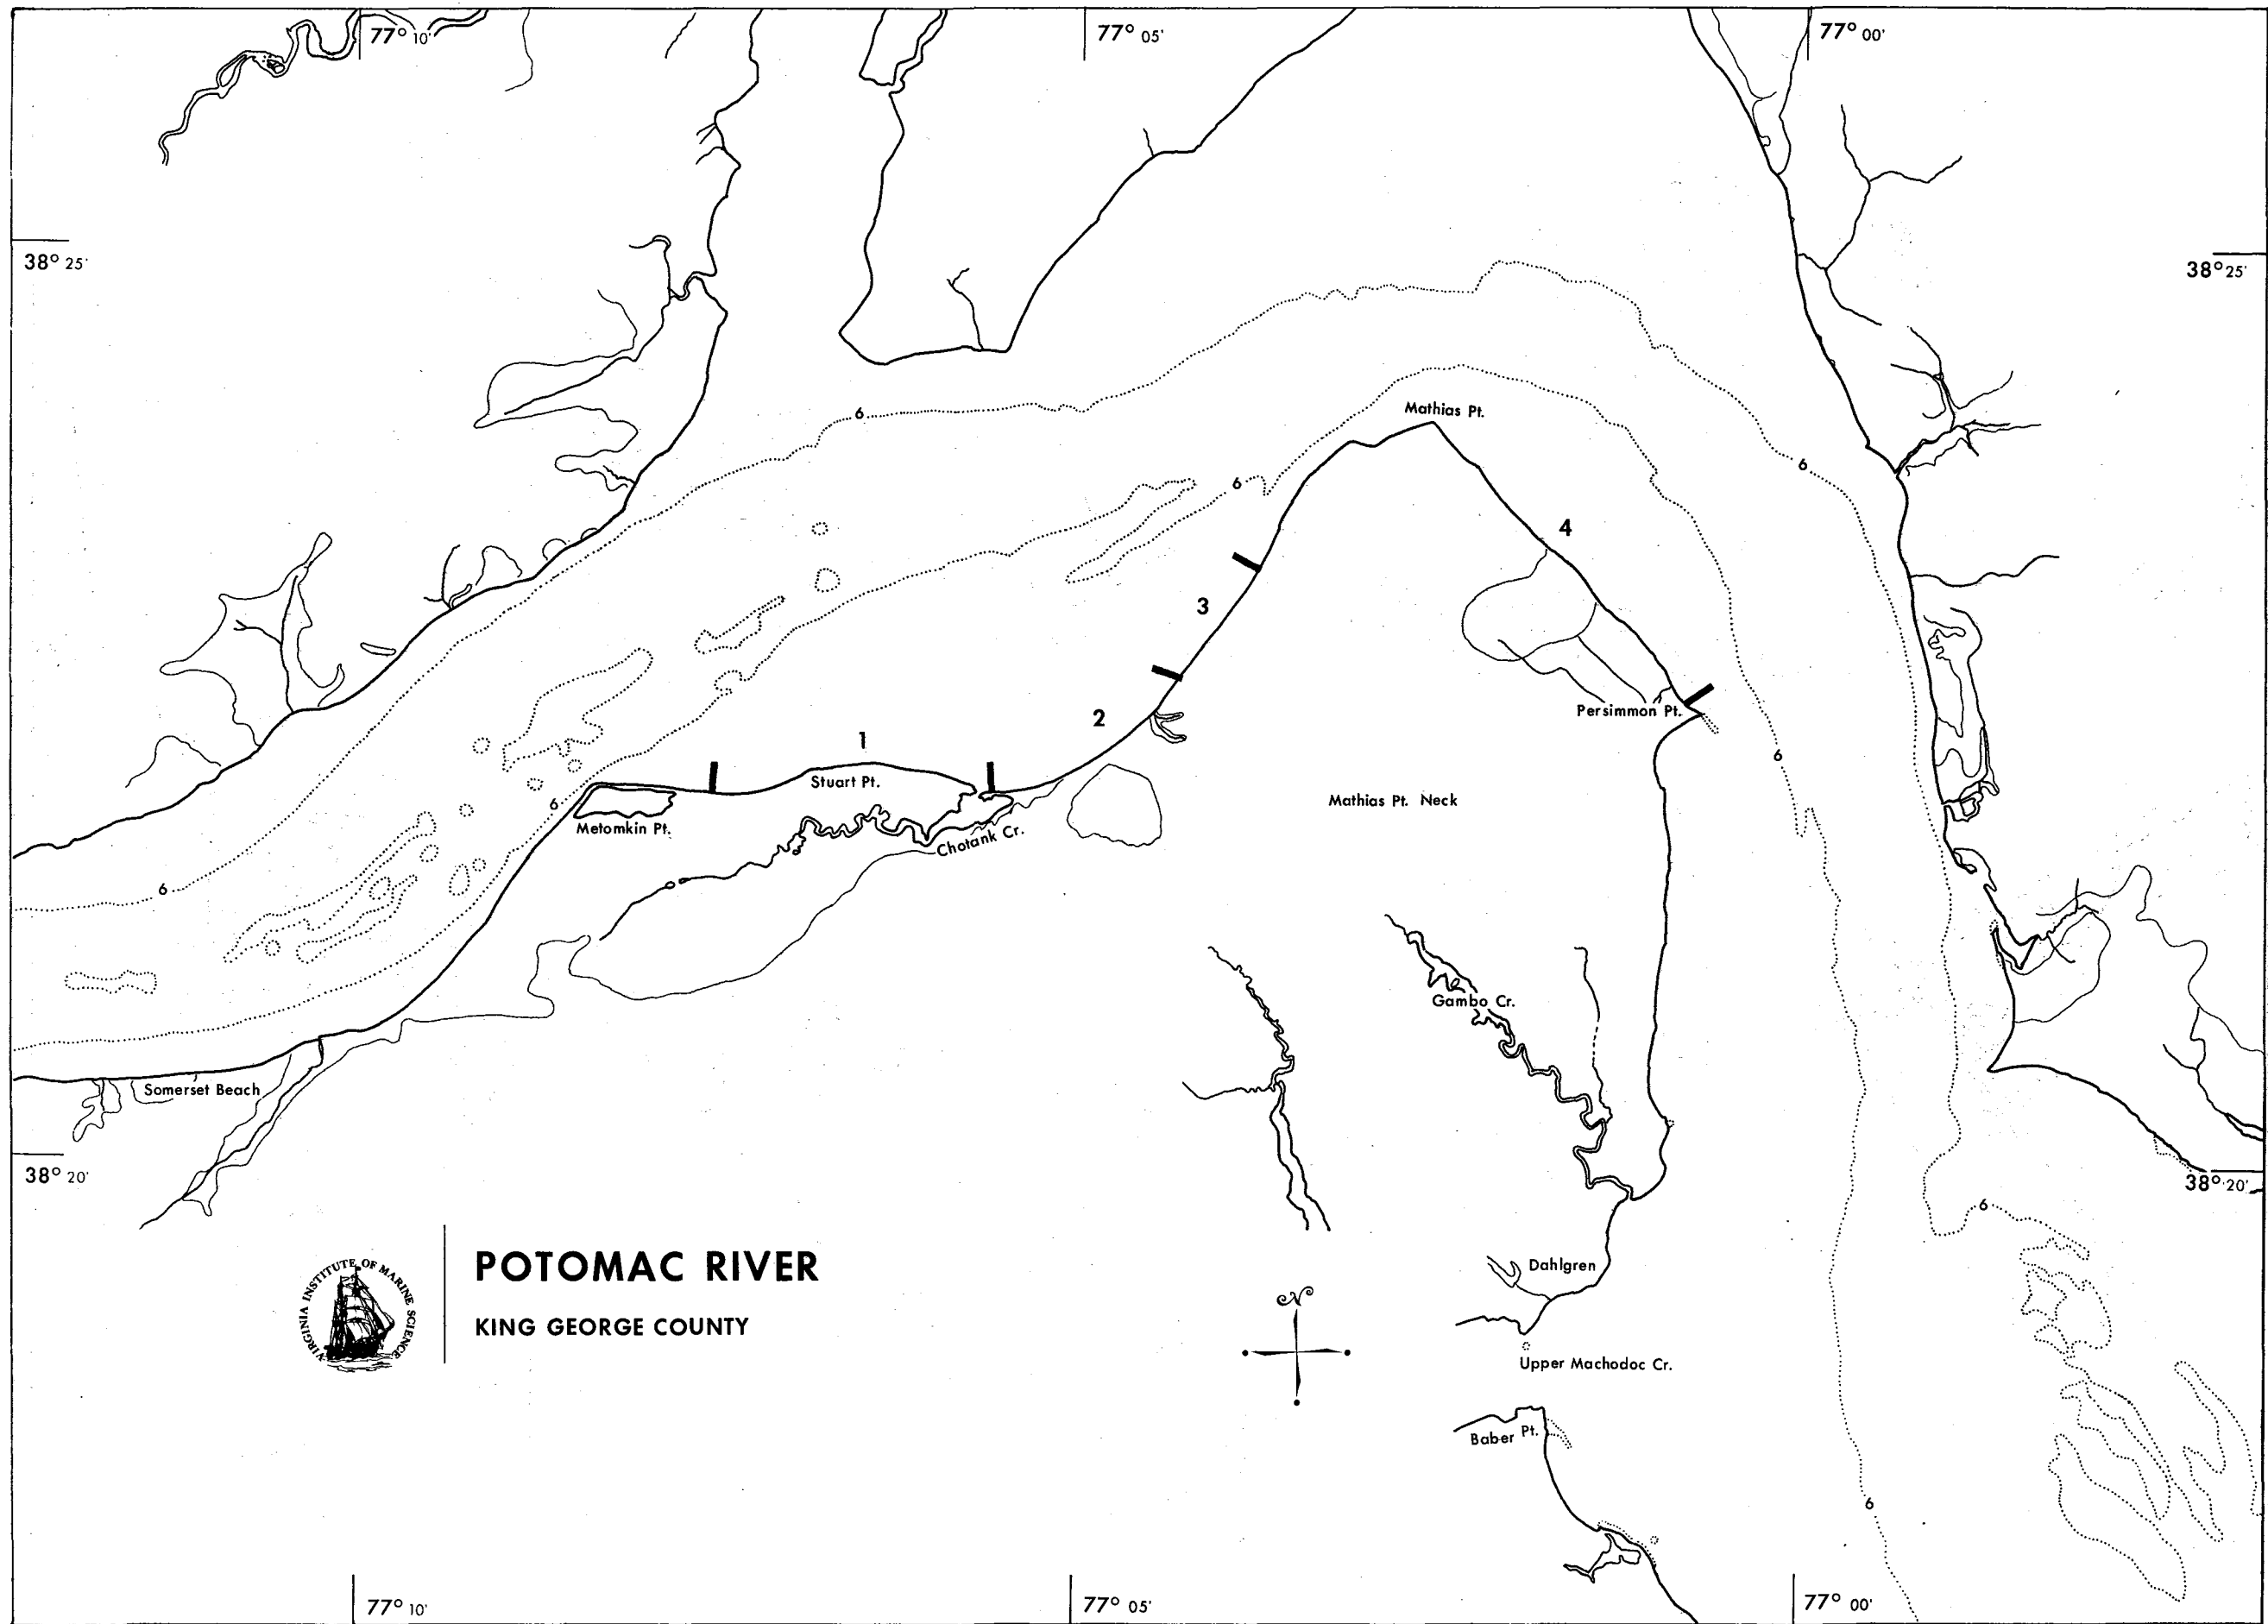 77° 10'
77° 05'
77° 00'
38° 25'
38° 25'
6
Mathias Pt.
6
6
4
3
2
Persimmon Pt.
1
6
Stuart Pt.
6
Mathias Pt. Neck
Metomkin Pt.
Chotank Cr.
6
Gambo Cr.
Somerset Beach
38° 20'
38° 20'
6
VIRGINIA INSTITUTE OF MARINE SCIENCE
POTOMAC RIVER
KING GEORGE COUNTY
N
Dahlgren
Upper Machodoc Cr.
Baber Pt.
6
77° 10'
77° 05'
77° 00'